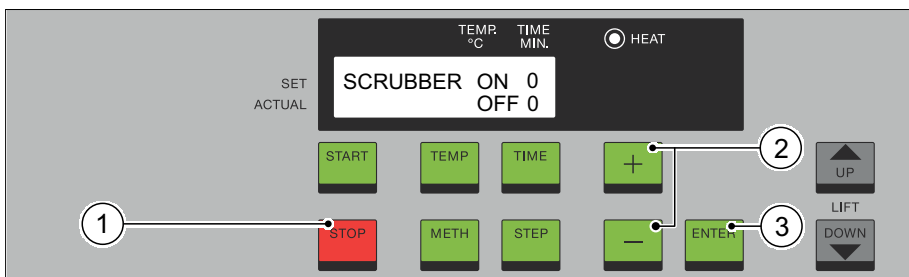 TEMP. TIME
°C MIN.
HEAT
SET SCRUBBER ON 0
ACTUAL OFF 0
START TEMP TIME + 2 UP
LIFT
1 STOP METH STEP − ENTER 3 DOWN